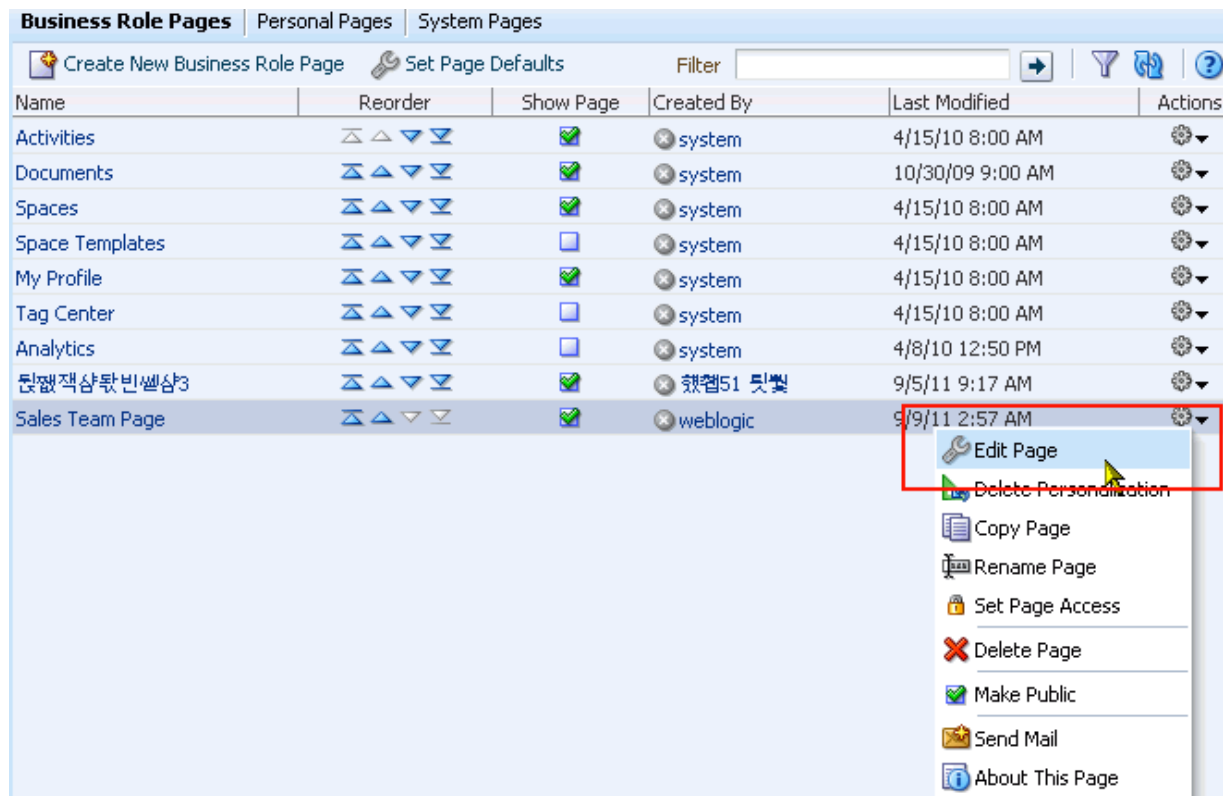 Business Role Pages Personal Pages System Pages
Create New Business Role Page Set Page Defaults Filter
Name Reorder Show Page Created By Last Modified Actions
Activities system 4/15/10 8:00 AM
Documents system 10/30/09 9:00 AM
Spaces system 4/15/10 8:00 AM
Space Templates system 4/15/10 8:00 AM
My Profile system 4/15/10 8:00 AM
Tag Center system 4/15/10 8:00 AM
Analytics system 4/8/10 12:50 PM
9/5/11 9:17 AM
Sales Team Page weblogic 9/9/11 2:57 AM
Edit Page
Delete Personalization
Copy Page
Rename Page
Set Page Access
Delete Page
Make Public
Send Mail
About This Page